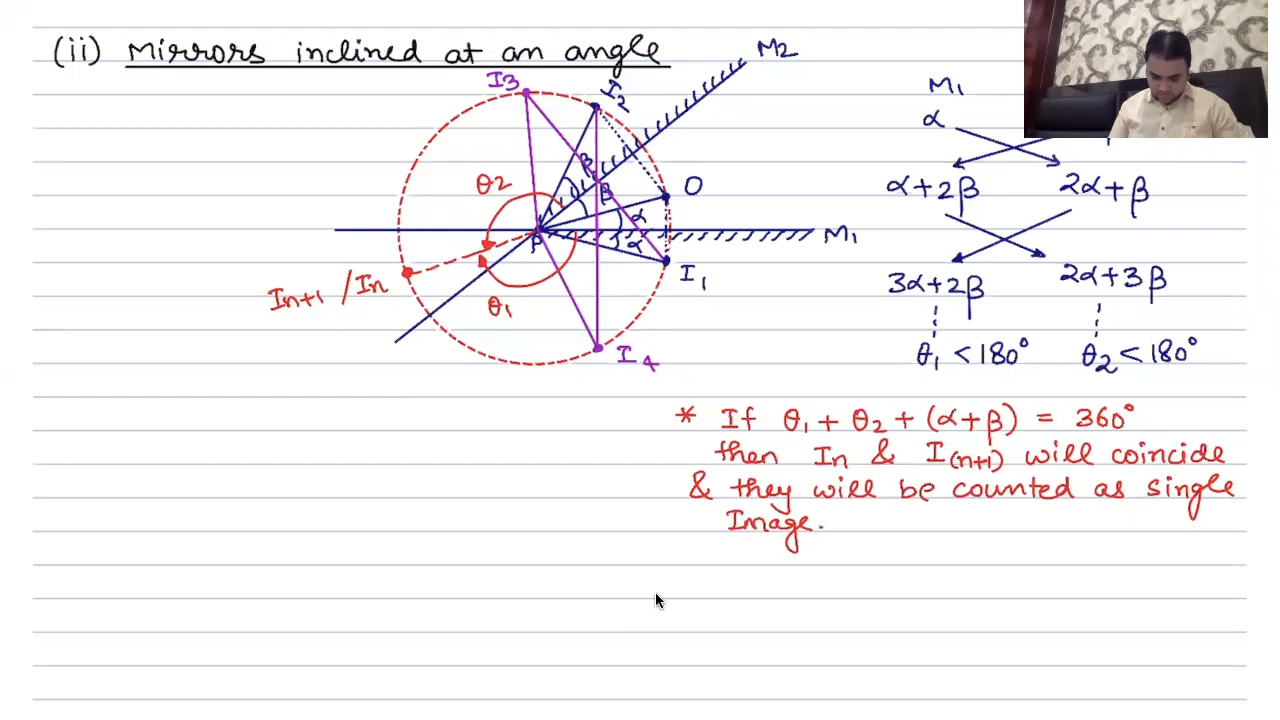 (ii) Mirrors inclined at an angle
M2
I3
I2
M1
α
β
θ2
O
β
α
α
P
M1
α+2β
2α+β
I1
In+1 / In
θ1
3α+2β
2α+3β
I4
θ1 < 180°
θ2 < 180°
* If θ1 + θ2 + (α+β) = 360°
then In & I(n+1) will coincide
& they will be counted as single
Image.